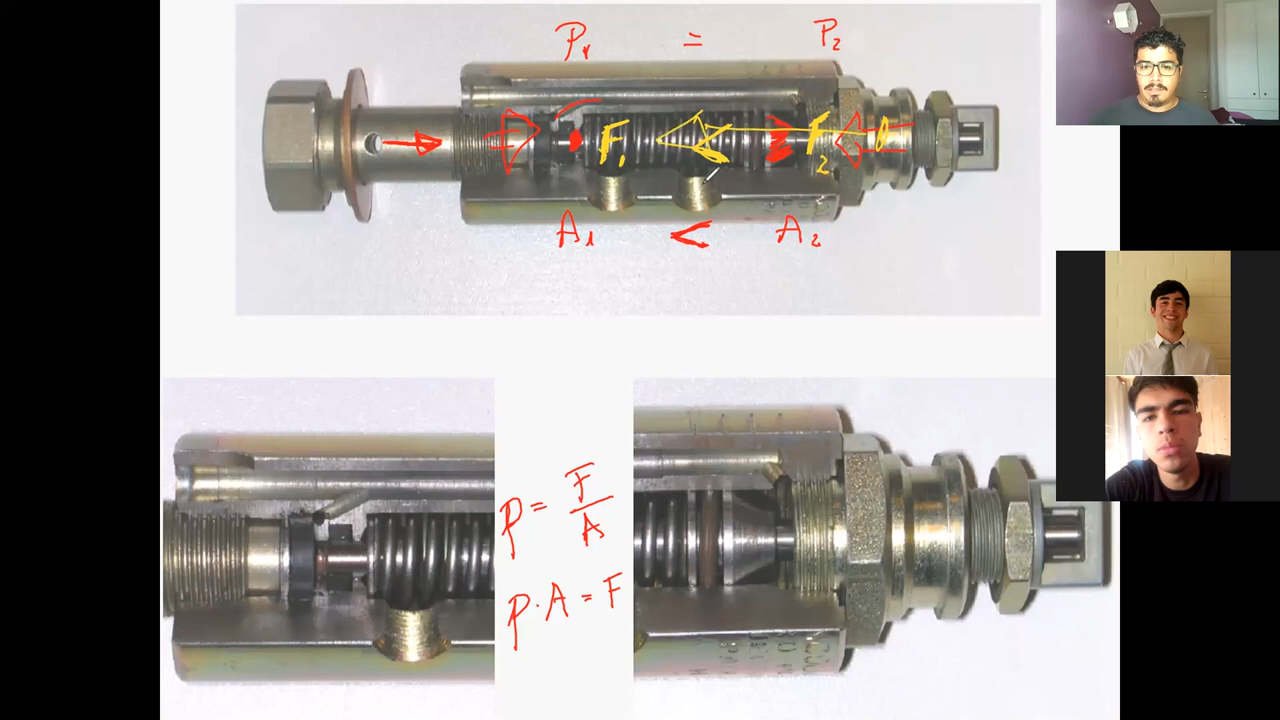 P₁ = P₂
F₁ F₂
A₁ < A₂
P = F/A
P · A = F